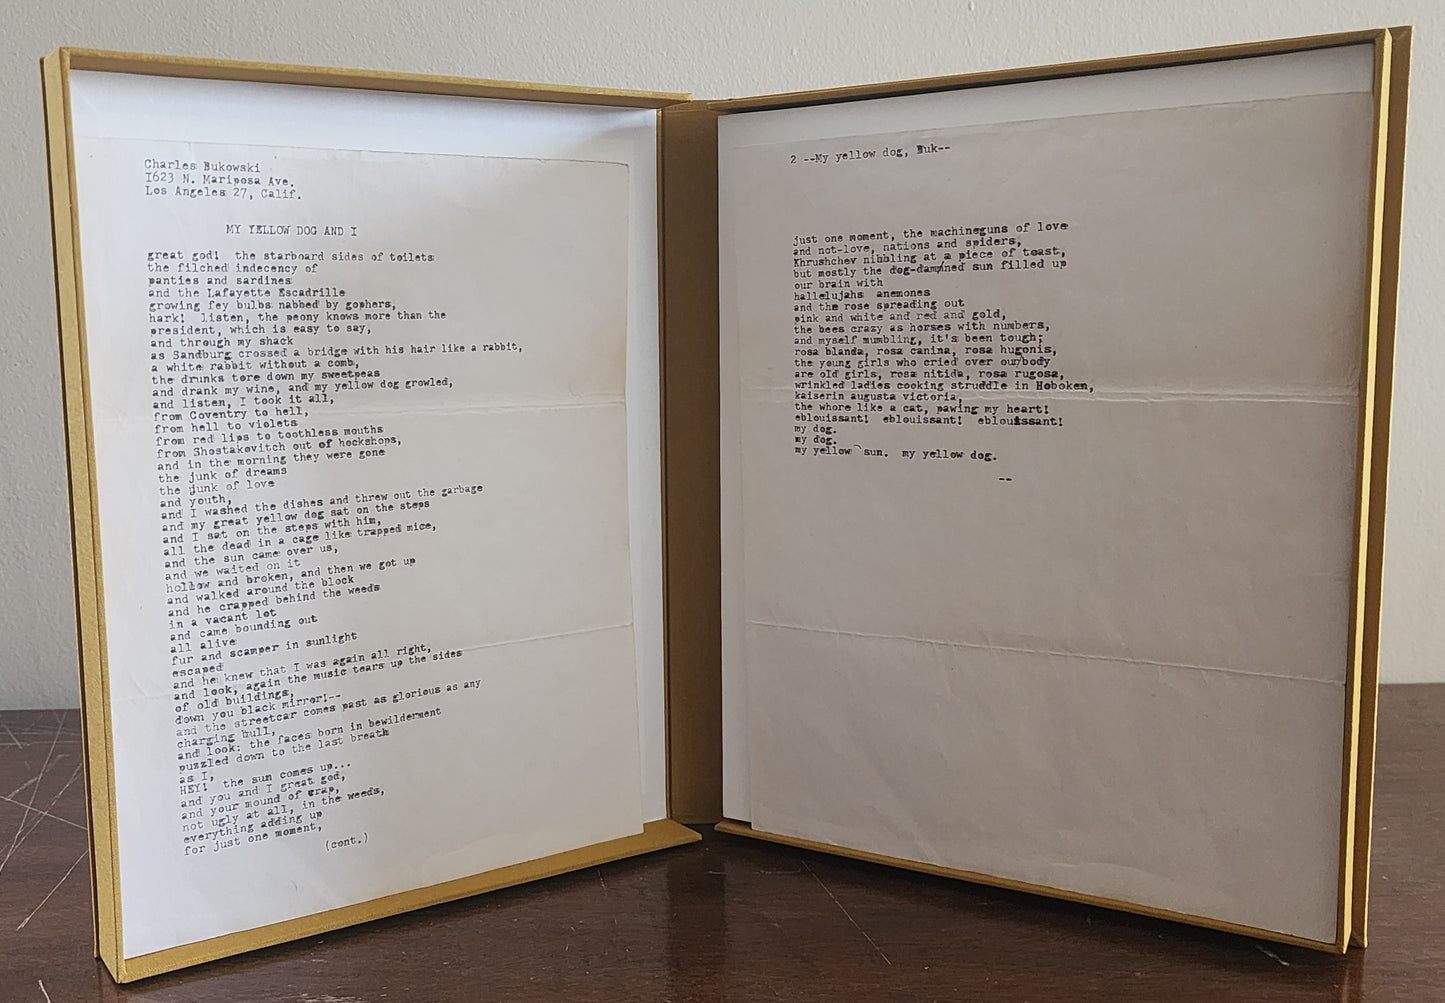 Charles Bukowski
1623 N. Mariposa Ave.
Los Angeles 27, Calif.
MY YELLOW DOG AND I
great god!  the starboard sides of toilets
the filched indecency of
panties and sardines
and the Lafayette Escadrille
growing fey bulbs nabbed by gophers,
hark!  listen, the peony knows more than the
president, which is easy to say,
and through my shack
as Sandburg crossed a bridge with his hair like a rabbit,
a white rabbit without a comb,
the drunks tore down my sweetpeas
and drank my wine, and my yellow dog growled,
and listen, I took it all,
from Coventry to hell,
from hell to violets
from red lips to toothless mouths
from Shostakovitch out of hockshops,
and in the morning they were gone
the junk of dreams
the junk of love
and youth,
and I washed the dishes and threw out the garbage
and my great yellow dog sat on the steps
and I sat on the steps with him,
all the dead in a cage like trapped mice,
and the sun came over us,
and we waited on it
hollow and broken, and then we got up
and walked around the block
and he crapped behind the weeds
in a vacant lot
and came bounding out
all alive
fur and scamper in sunlight
escaped
and he knew that I was again all right,
and look, again the music tears up the sides
of old buildings,
down you black mirror!--
and the streetcar comes past as glorious as any
charging bull,
and look: the faces born in bewilderment
puzzled down to the last breath
as I,
HEY!  the sun comes up...
and you and I great god,
and your mound of crap,
not ugly at all, in the weeds,
everything adding up
for just one moment,
(cont.)
2 --My yellow dog, Buk--
just one moment, the machineguns of love
and not-love, nations and spiders,
Khrushchev nibbling at a piece of toast,
but mostly the dog-damned sun filled up
our brain with
hallelujahs  anemones
and the rose spreading out
pink and white and red and gold,
the bees crazy as horses with numbers,
and myself mumbling, it's been tough;
rosa blanda, rosa canina, rosa hugonis,
the young girls who cried over our/body
are old girls, rosa nitida, rosa rugosa,
wrinkled ladies cooking struddle in Hoboken,
kaiserin augusta victoria,
the whore like a cat, pawing my heart!
eblouissant!  eblouissant!  eblouissant!
my dog.
my dog.
my yellow sun.  my yellow dog.
--